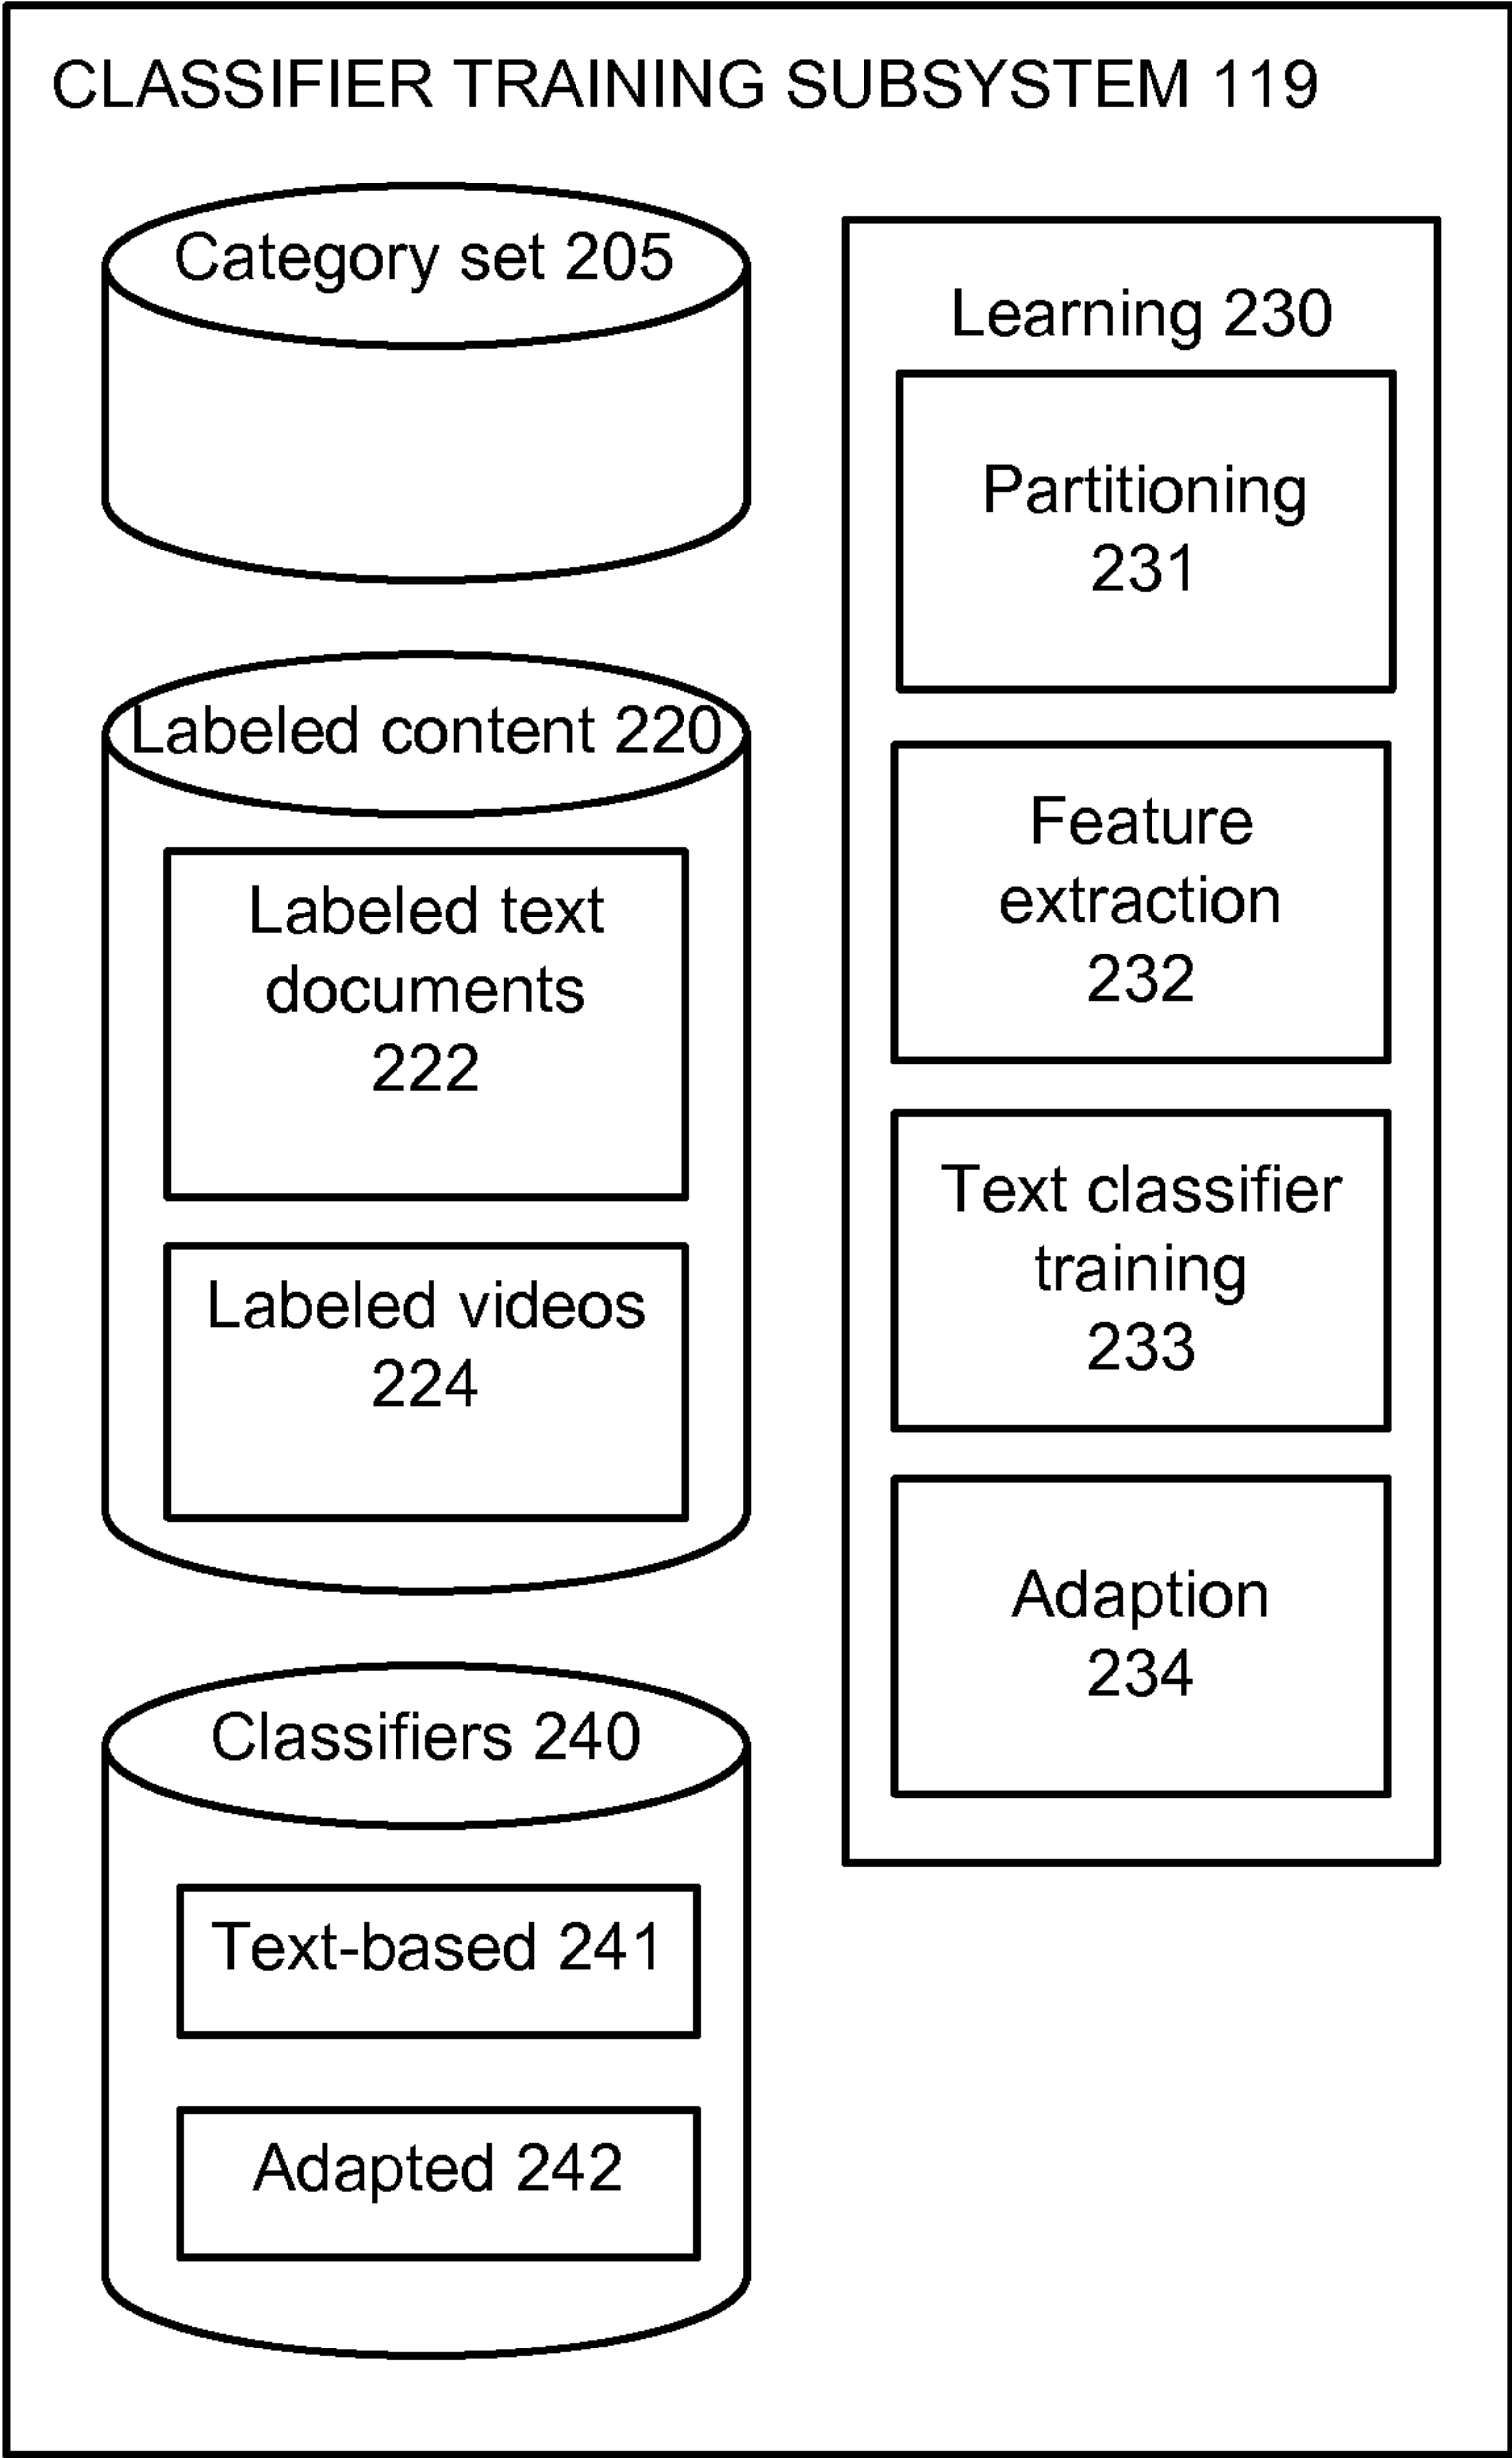 CLASSIFIER TRAINING SUBSYSTEM 119
Category set 205
Labeled content 220
Labeled text
documents
222
Labeled videos
224
Classifiers 240
Text-based 241
Adapted 242
Learning 230
Partitioning
231
Feature
extraction
232
Text classifier
training
233
Adaption
234